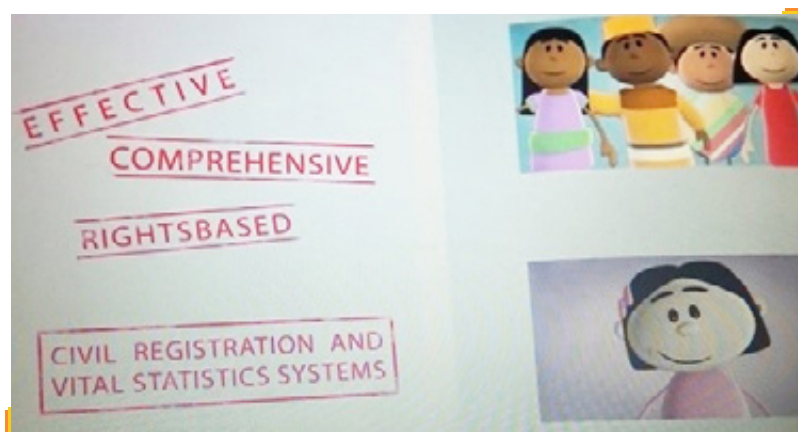 EFFECTIVE
COMPREHENSIVE
RIGHTSBASED
CIVIL REGISTRATION AND
VITAL STATISTICS SYSTEMS